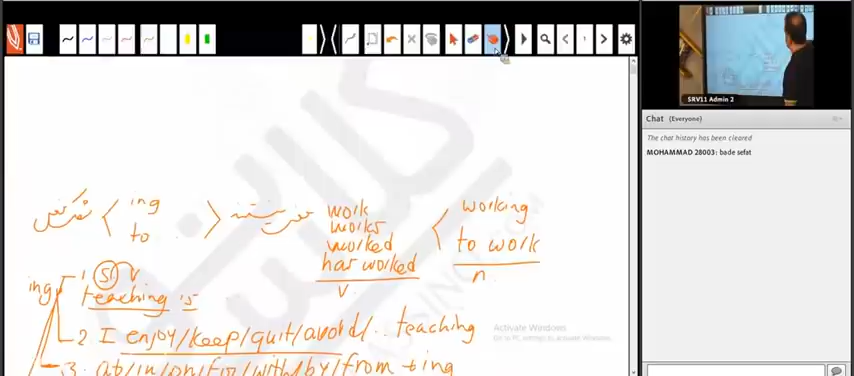 SRV11 Admin 2
Chat (Everyone)
The chat history has been cleared
MOHAMMAD 28003: bade sefat
ing
to
work
works
worked
has worked
v
working
to work
n
ing
1 v
teaching is
2 I enjoy/keep/quit/avoid/.. teaching
3. at/in/on/for/with/by/from +ing
Activate Windows
Go to PC settings to activate Windows.